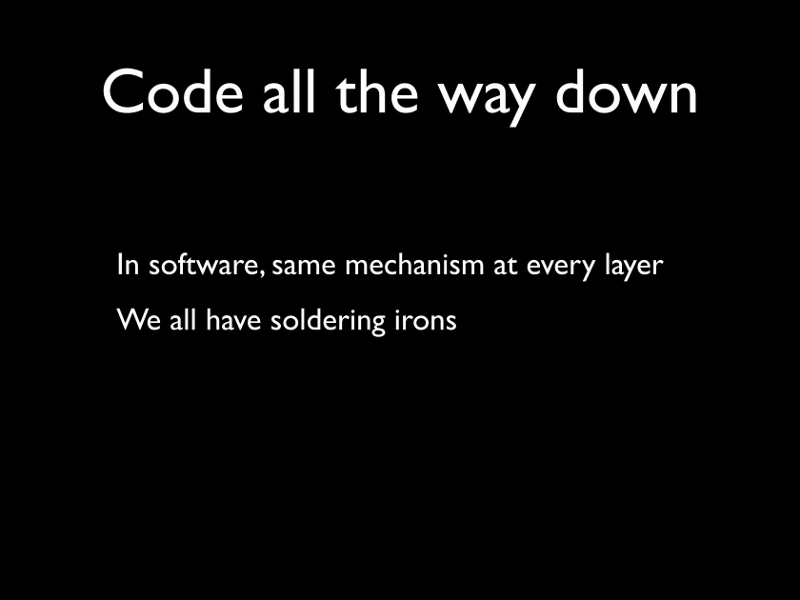 Code all the way down
In software, same mechanism at every layer
We all have soldering irons